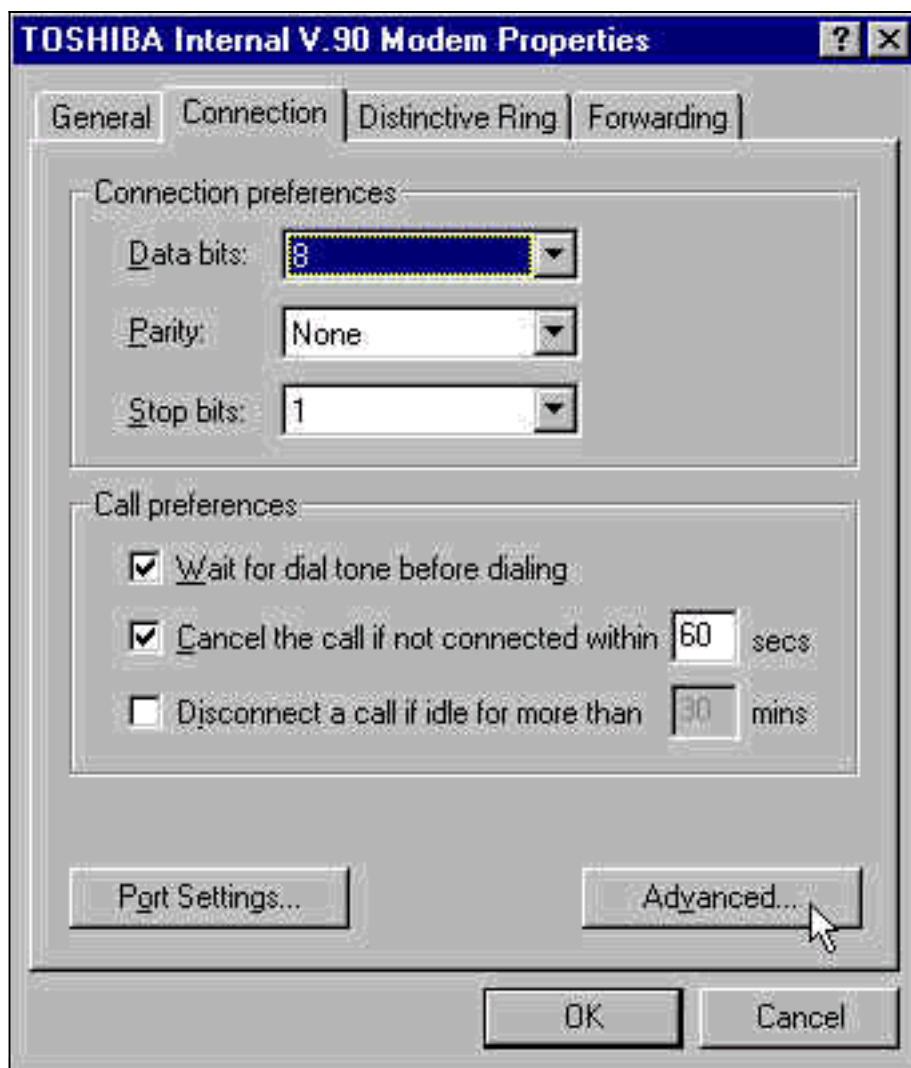 TOSHIBA Internal V.90 Modem Properties ? ×
General Connection Distinctive Ring Forwarding
Connection preferences
Data bits: 8
Parity: None
Stop bits: 1
Call preferences
Wait for dial tone before dialing
Cancel the call if not connected within 60 secs
Disconnect a call if idle for more than 30 mins
Port Settings... Advanced...
OK Cancel